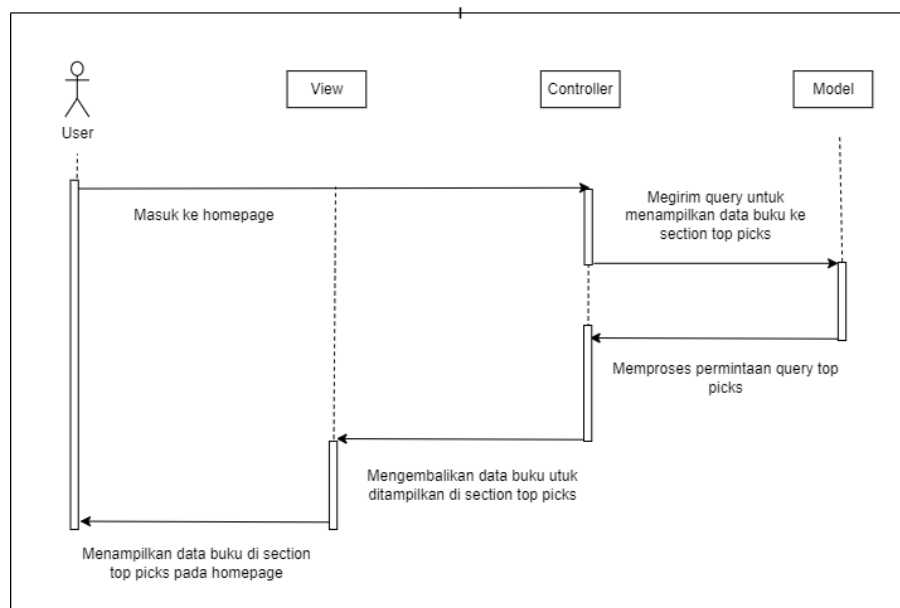 User
View
Controller
Model
Masuk ke homepage
Megirim query untuk
menampilkan data buku ke
section top picks
Memproses permintaan query top
picks
Mengembalikan data buku utuk
ditampilkan di section top picks
Menampilkan data buku di section
top picks pada homepage